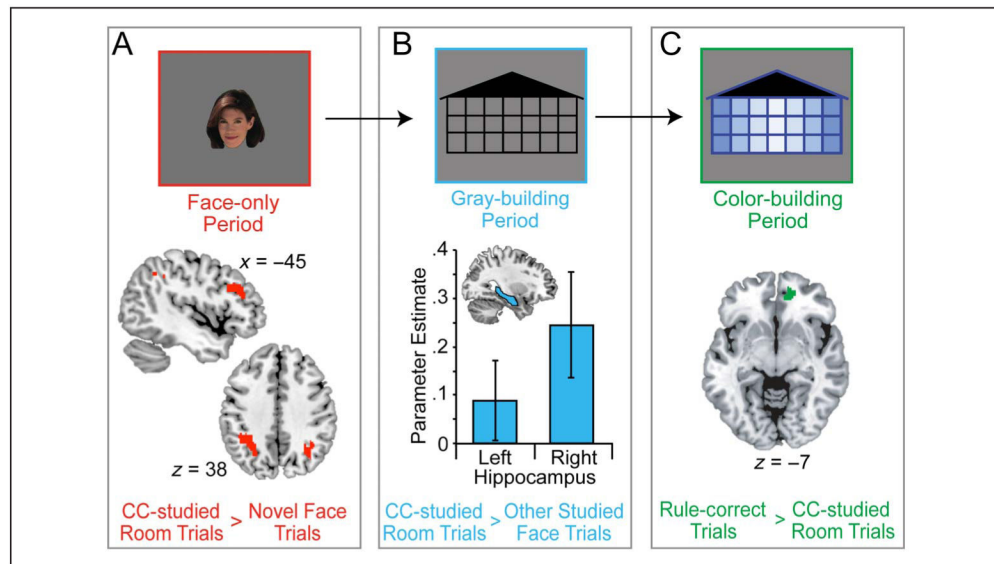 A
Face-only
Period
x = −45
z = 38
CC-studied
Room Trials
>
Novel Face
Trials
B
Gray-building
Period
Parameter Estimate
.4
.3
.2
.1
0
Left
Right
Hippocampus
CC-studied
Room Trials
>
Other Studied
Face Trials
C
Color-building
Period
z = −7
Rule-correct
Trials
>
CC-studied
Room Trials